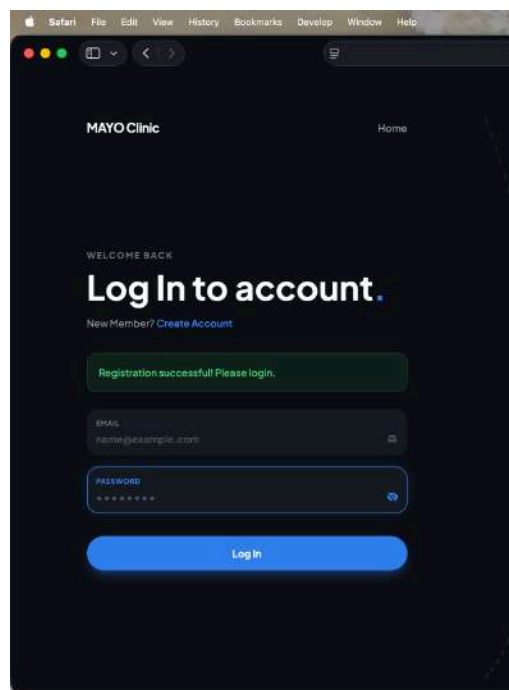 Safari File Edit View History Bookmarks Develop Window Help
MAYO Clinic Home
WELCOME BACK
Log In to account.
New Member? Create Account
Registration successful! Please login.
EMAIL
name@example.com
PASSWORD
Log In